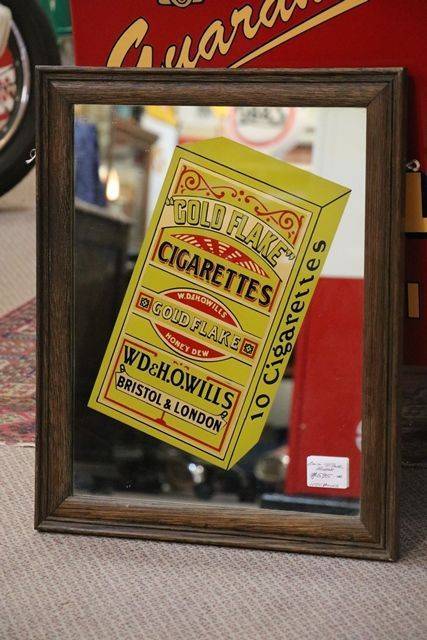 Guaran
"GOLD FLAKE"
CIGARETTES
W.D.&H.O.WILLS
GOLD FLAKE
HONEY DEW
W.D.& H.O.WILLS
BRISTOL & LONDON
10 Cigarettes